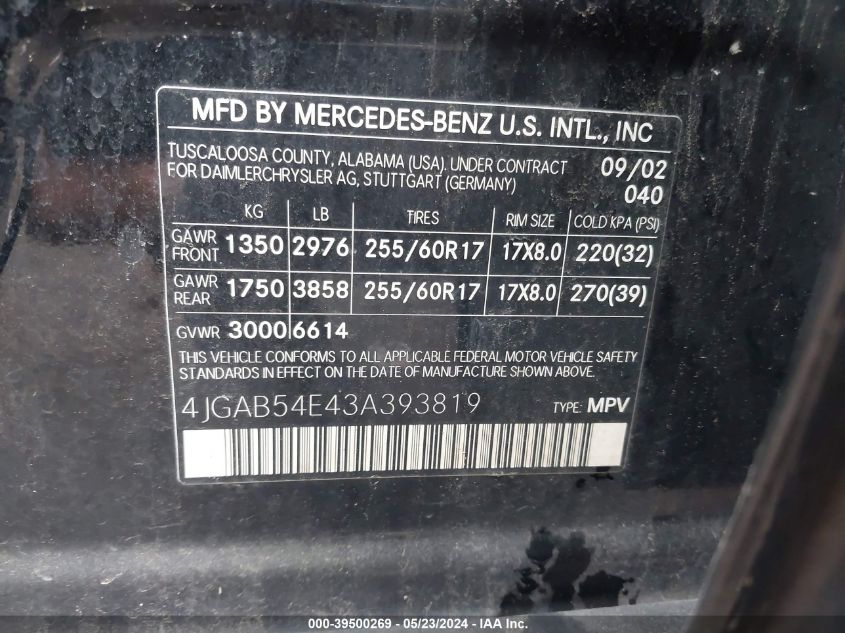 MFD BY MERCEDES-BENZ U.S. INTL., INC
TUSCALOOSA COUNTY, ALABAMA (USA). UNDER CONTRACT 09/02
FOR DAIMLERCHRYSLER AG, STUTTGART (GERMANY) 040
KG LB TIRES RIM SIZE COLD KPA (PSI)
GAWR FRONT 1350 2976 255/60R17 17X8.0 220(32)
GAWR REAR 1750 3858 255/60R17 17X8.0 270(39)
GVWR 3000 6614
THIS VEHICLE CONFORMS TO ALL APPLICABLE FEDERAL MOTOR VEHICLE SAFETY
STANDARDS IN EFFECT ON THE DATE OF MANUFACTURE.
4JGAB54E43A393819 TYPE: MPV
000-39500269 - 05/23/2024 - IAAI.com